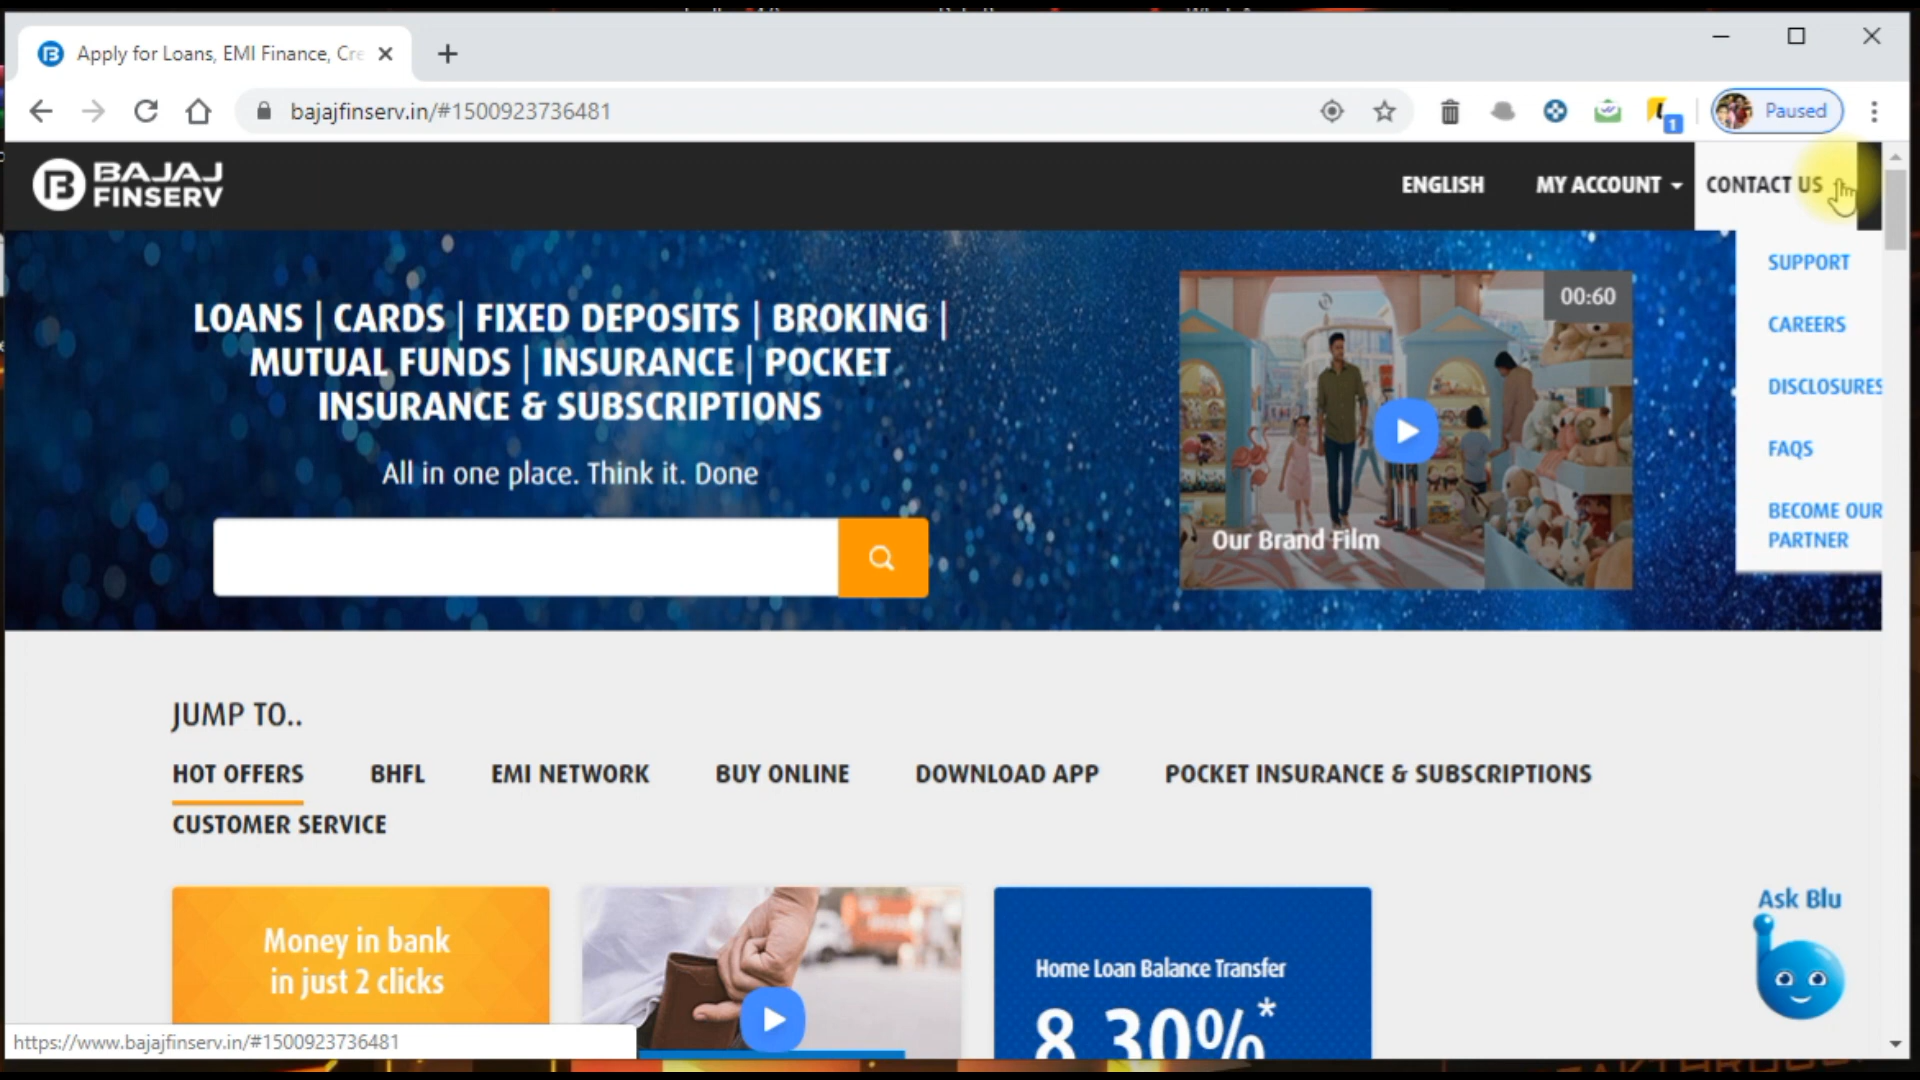 Apply for Loans, EMI Finance, Cre
bajajfinserv.in/#1500923736481
1
Paused
BAJAJ
FINSERV
ENGLISH
MY ACCOUNT
CONTACT US
SUPPORT
CAREERS
DISCLOSURES
FAQS
BECOME OUR
PARTNER
LOANS | CARDS | FIXED DEPOSITS | BROKING |
MUTUAL FUNDS | INSURANCE | POCKET
INSURANCE & SUBSCRIPTIONS
All in one place. Think it. Done
00:60
Our Brand Film
JUMP TO..
HOT OFFERS
BHFL
EMI NETWORK
BUY ONLINE
DOWNLOAD APP
POCKET INSURANCE & SUBSCRIPTIONS
CUSTOMER SERVICE
Money in bank
in just 2 clicks
Home Loan Balance Transfer
8.30%*
Ask Blu
https://www.bajajfinserv.in/#1500923736481